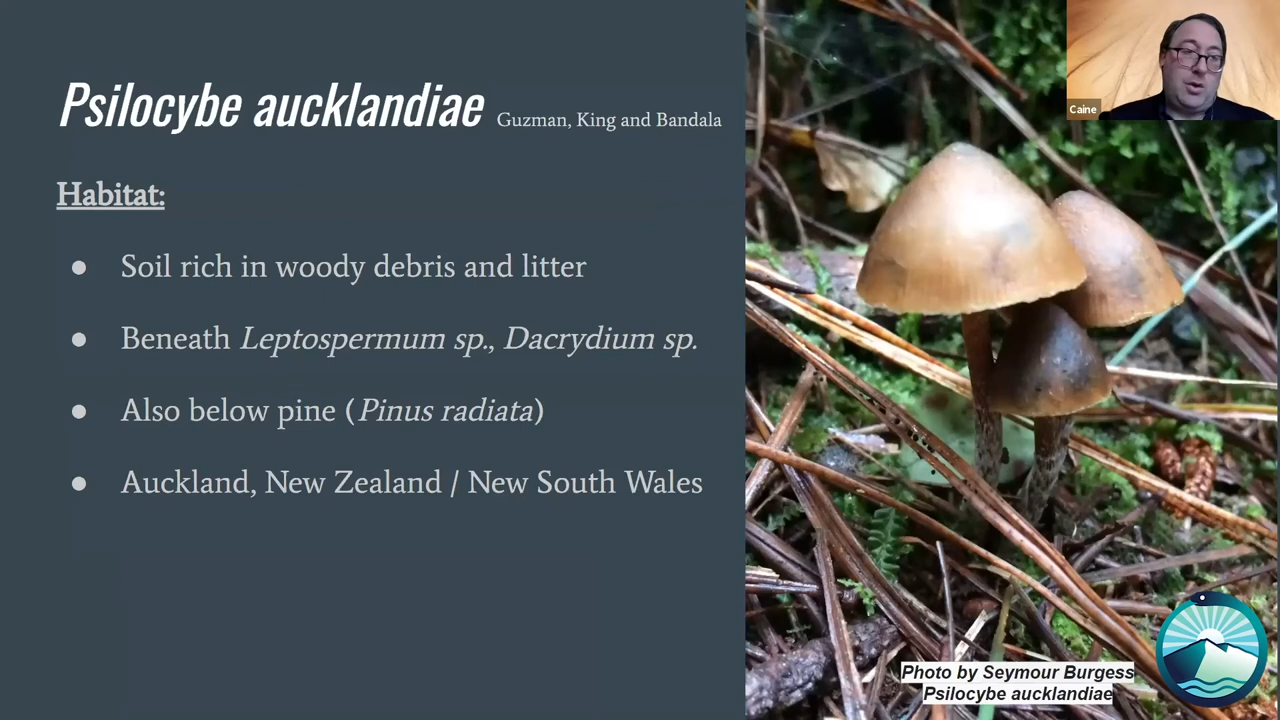 Psilocybe aucklandiae Guzman, King and Bandala
Habitat:
● Soil rich in woody debris and litter
● Beneath Leptospermum sp., Dacrydium sp.
● Also below pine (Pinus radiata)
● Auckland, New Zealand / New South Wales
Caine
Photo by Seymour Burgess
Psilocybe aucklandiae